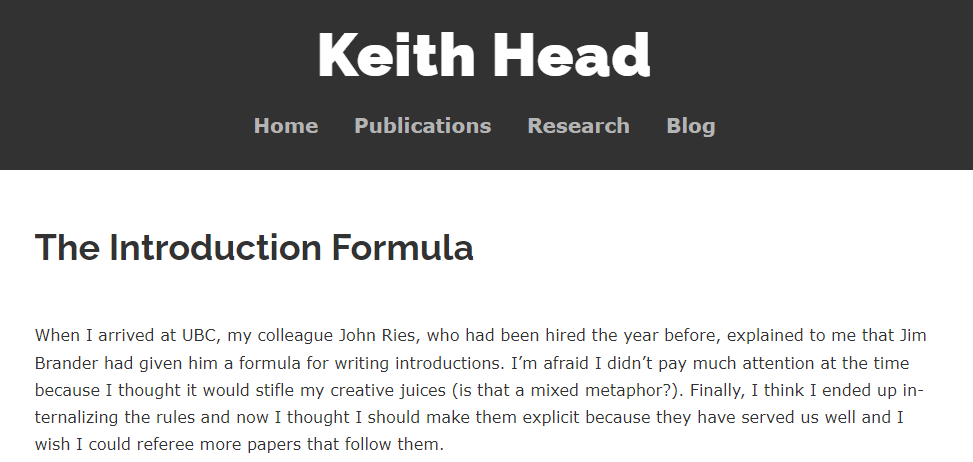 Keith Head
Home Publications Research Blog
The Introduction Formula
When I arrived at UBC, my colleague John Ries, who had been hired the year before, explained to me that Jim
Brander had given him a formula for writing introductions. I’m afraid I didn’t pay much attention at the time
because I thought it would stifle my creative juices (is that a mixed metaphor?). Finally, I think I ended up in-
ternalizing the rules and now I thought I should make them explicit because they have served us well and I
wish I could referee more papers that follow them.